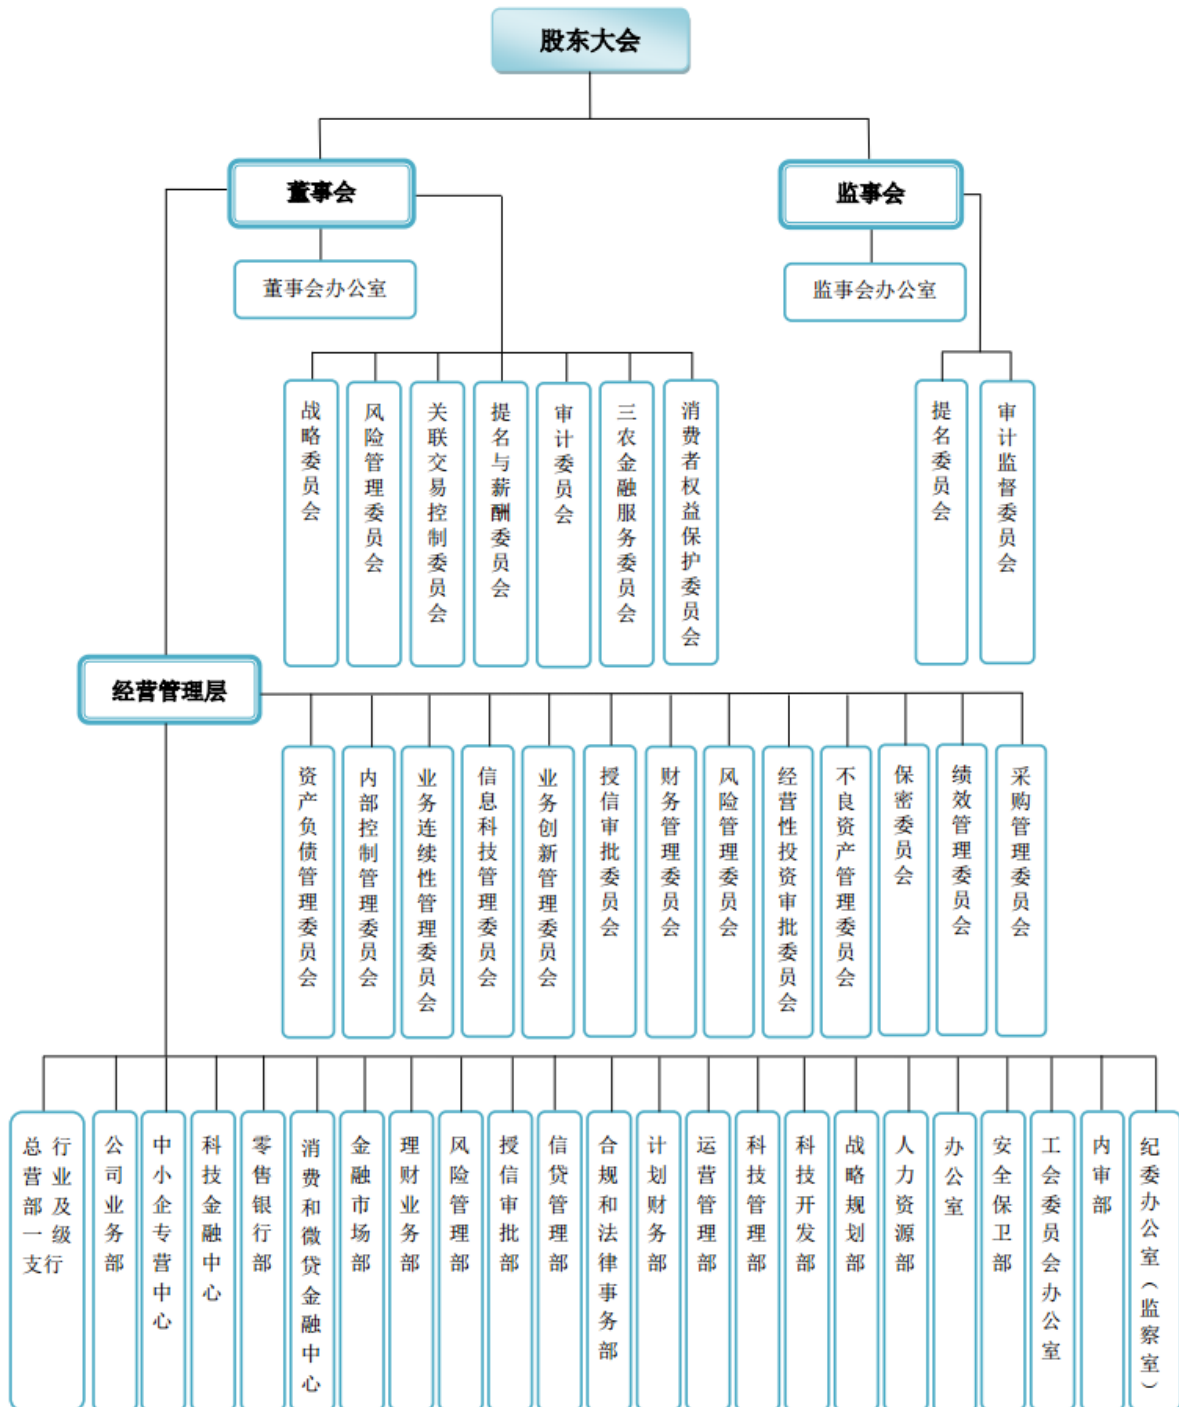 股东大会
董事会
监事会
董事会办公室
监事会办公室
战略委员会
风险管理委员会
关联交易控制委员会
提名与薪酬委员会
审计委员会
三农金融服务委员会
消费者权益保护委员会
提名委员会
审计监督委员会
经营管理层
资产负债管理委员会
内部控制管理委员会
业务连续性管理委员会
信息科技管理委员会
业务创新管理委员会
授信审批委员会
财务管理委员会
风险管理委员会
经营性投资审批委员会
不良资产管理委员会
保密委员会
绩效管理委员会
采购管理委员会
总行营业部及一级支行
公司业务部
中小企专营中心
科技金融中心
零售银行部
消费和微贷金融中心
金融市场部
理财业务部
风险管理部
授信审批部
信贷管理部
合规和法律事务部
计划财务部
运营管理部
科技管理部
科技开发部
战略规划部
人力资源部
办公室
安全保卫部
工会委员会办公室
内审部
纪委办公室（监察室）